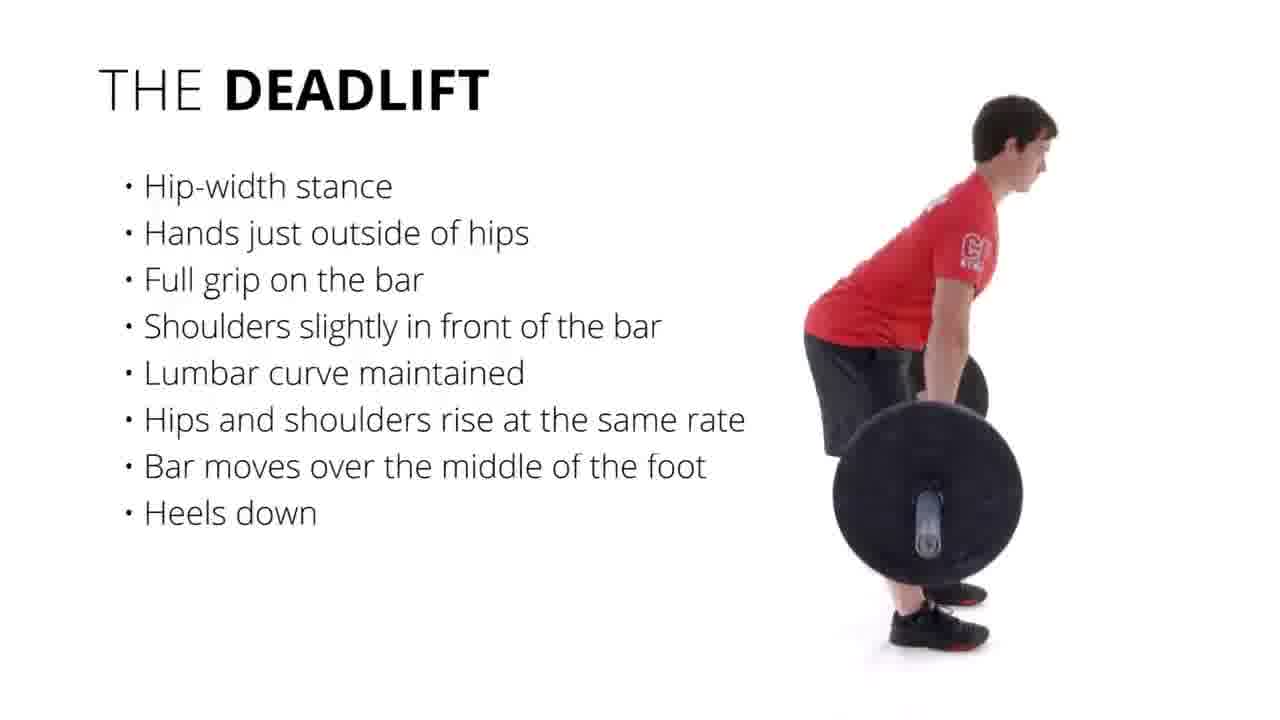 THE DEADLIFT
• Hip-width stance
• Hands just outside of hips
• Full grip on the bar
• Shoulders slightly in front of the bar
• Lumbar curve maintained
• Hips and shoulders rise at the same rate
• Bar moves over the middle of the foot
• Heels down